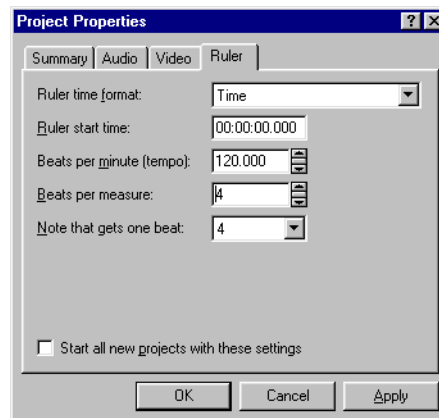 Project Properties
Summary Audio Video Ruler
Ruler time format: Time
Ruler start time: 00:00:00.000
Beats per minute (tempo): 120.000
Beats per measure: 4
Note that gets one beat: 4
Start all new projects with these settings
OK Cancel Apply